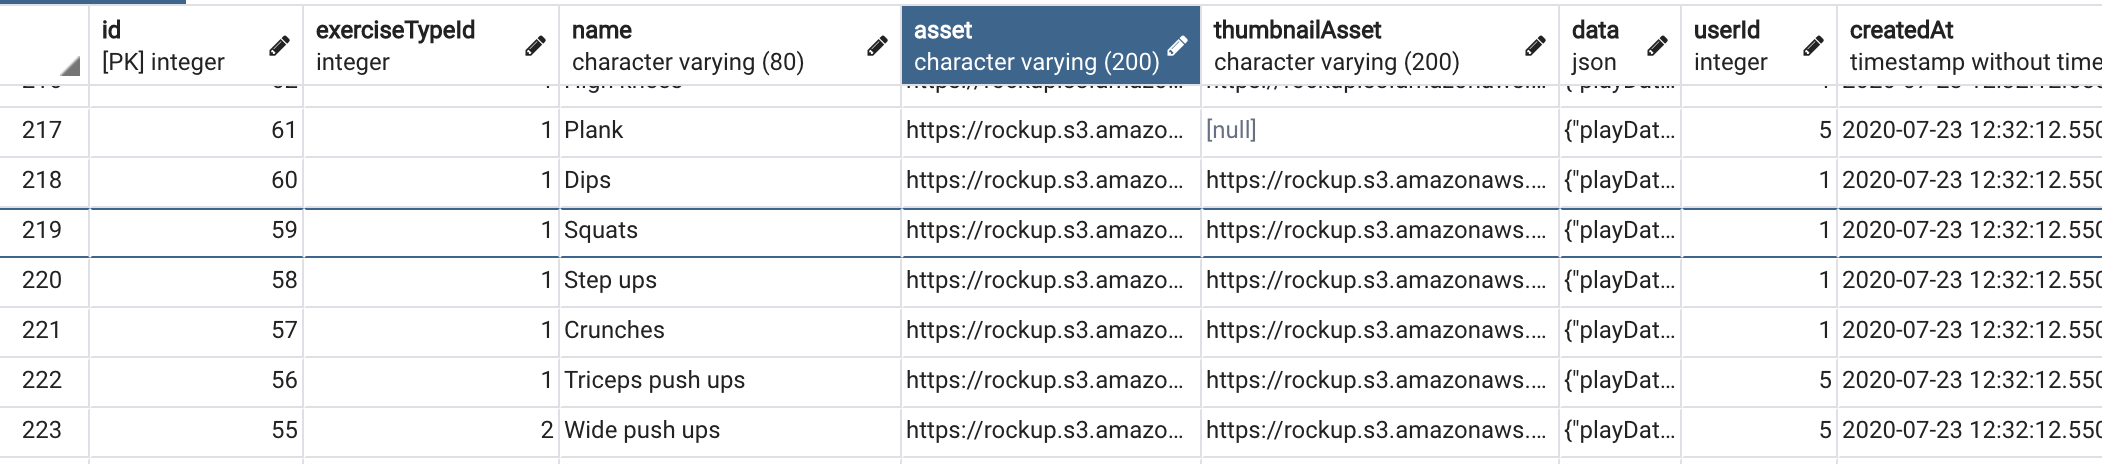 id exerciseTypeId name asset thumbnailAsset data userId createdAt
[PK] integer integer character varying (80) character varying (200) character varying (200) json integer timestamp without time
217 61 1 Plank https://rockup.s3.amazo... [null] {"playDat... 5 2020-07-23 12:32:12.550
218 60 1 Dips https://rockup.s3.amazo... https://rockup.s3.amazonaws.... {"playDat... 1 2020-07-23 12:32:12.550
219 59 1 Squats https://rockup.s3.amazo... https://rockup.s3.amazonaws.... {"playDat... 1 2020-07-23 12:32:12.550
220 58 1 Step ups https://rockup.s3.amazo... https://rockup.s3.amazonaws.... {"playDat... 1 2020-07-23 12:32:12.550
221 57 1 Crunches https://rockup.s3.amazo... https://rockup.s3.amazonaws.... {"playDat... 1 2020-07-23 12:32:12.550
222 56 1 Triceps push ups https://rockup.s3.amazo... https://rockup.s3.amazonaws.... {"playDat... 5 2020-07-23 12:32:12.550
223 55 2 Wide push ups https://rockup.s3.amazo... https://rockup.s3.amazonaws.... {"playDat... 5 2020-07-23 12:32:12.550